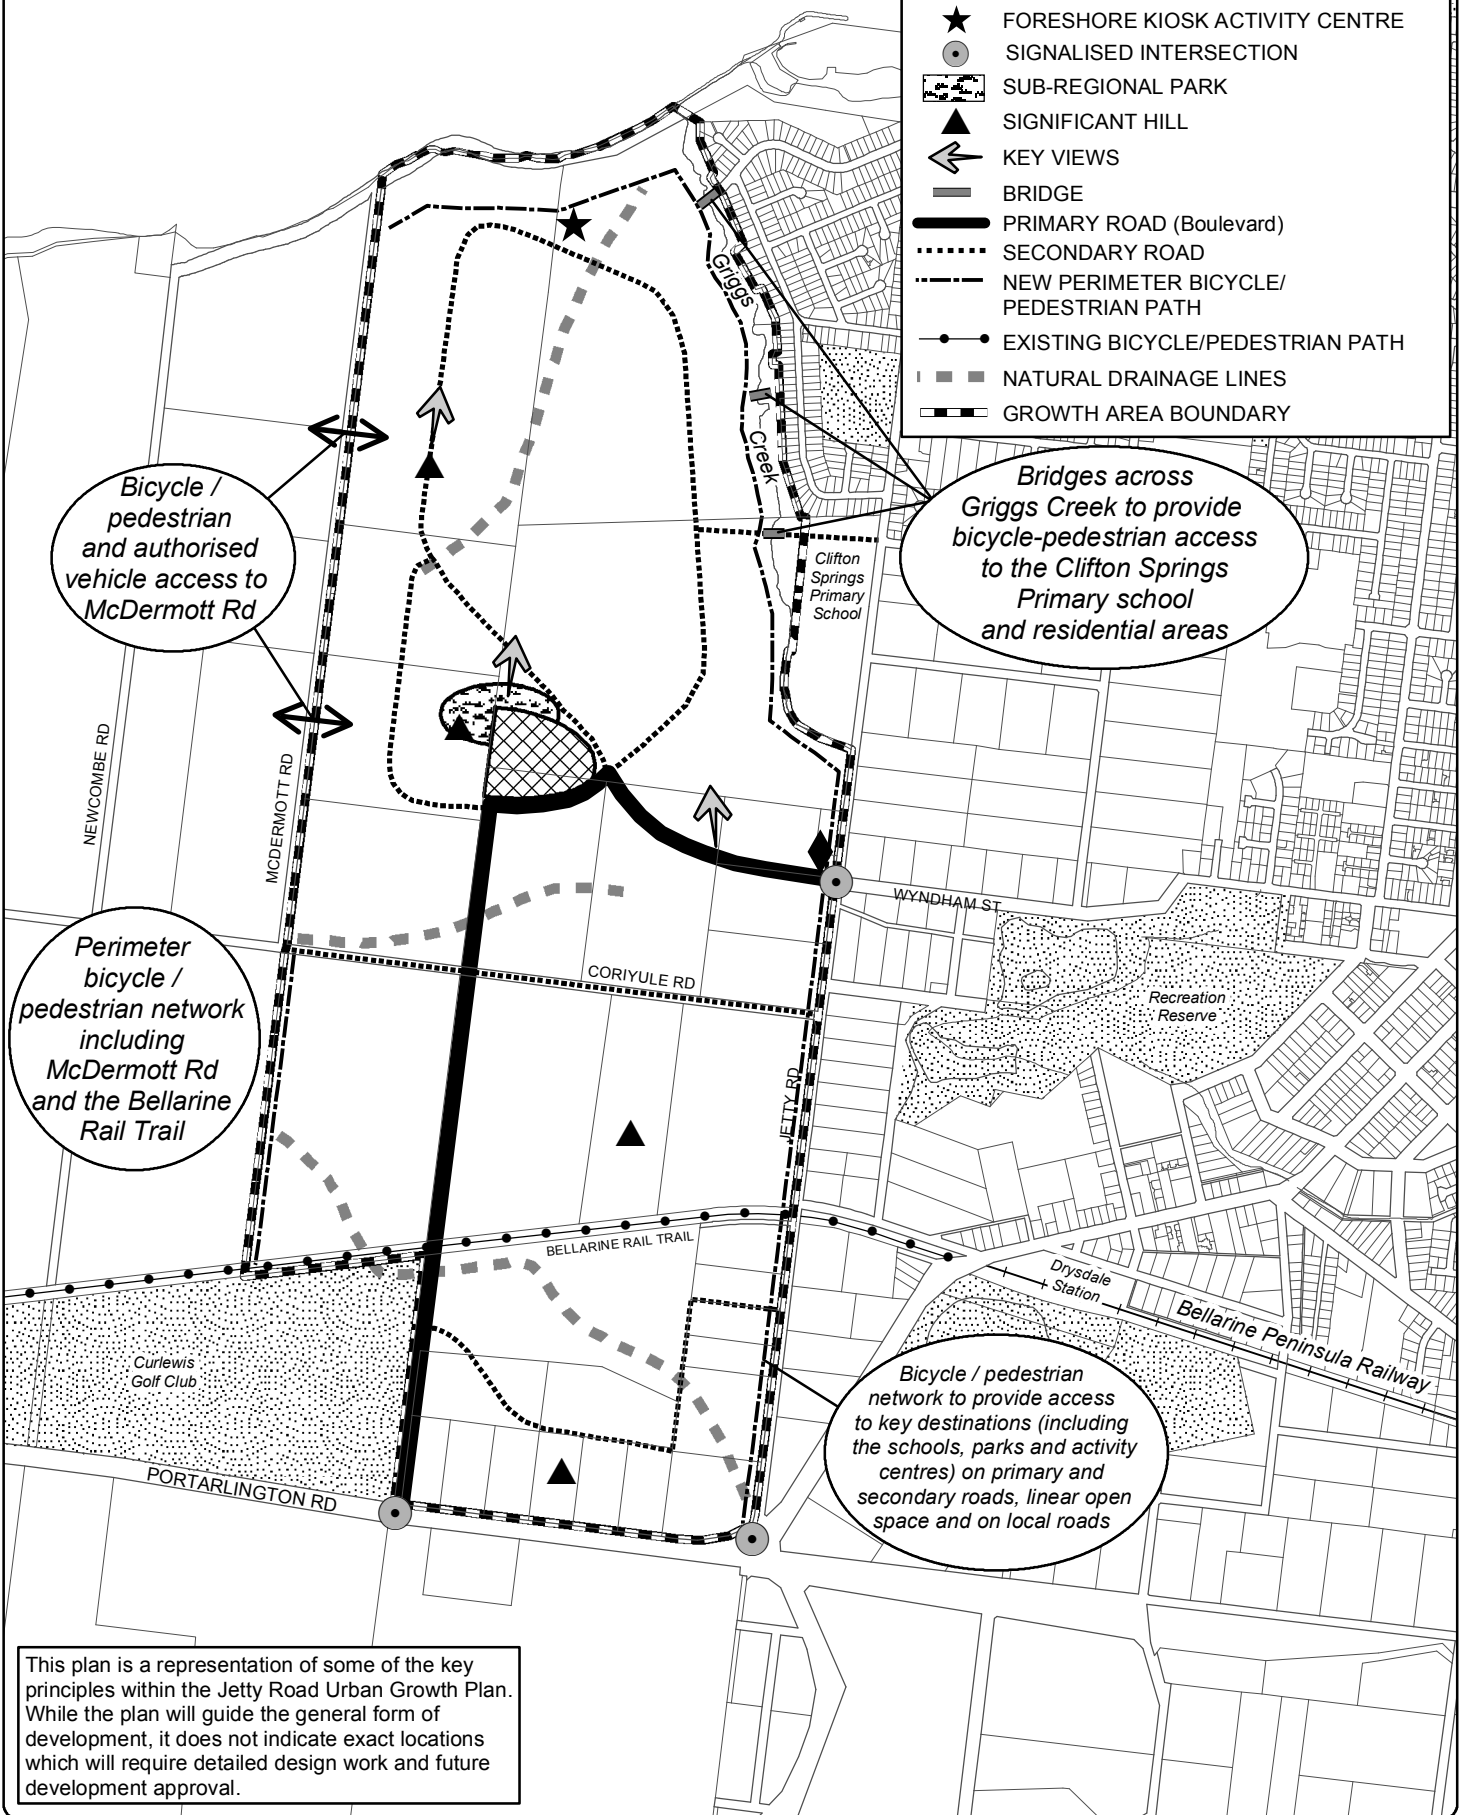 FORESHORE KIOSK ACTIVITY CENTRE
SIGNALISED INTERSECTION
SUB-REGIONAL PARK
SIGNIFICANT HILL
KEY VIEWS
BRIDGE
PRIMARY ROAD (Boulevard)
SECONDARY ROAD
NEW PERIMETER BICYCLE/
PEDESTRIAN PATH
EXISTING BICYCLE/PEDESTRIAN PATH
NATURAL DRAINAGE LINES
GROWTH AREA BOUNDARY
Griggs
Creek
Bicycle /
pedestrian
and authorised
vehicle access to
McDermott Rd
Bridges across
Griggs Creek to provide
bicycle-pedestrian access
to the Clifton Springs
Primary school
and residential areas
Clifton
Springs
Primary
School
NEWCOMBE RD
MCDERMOTT RD
WYNDHAM ST
CORIYULE RD
Recreation
Reserve
Perimeter
bicycle /
pedestrian network
including
McDermott Rd
and the Bellarine
Rail Trail
JETTY RD
BELLARINE RAIL TRAIL
Drysdale
Station
Bellarine Peninsula Railway
Curlewis
Golf Club
Bicycle / pedestrian
network to provide access
to key destinations (including
the schools, parks and activity
centres) on primary and
secondary roads, linear open
space and on local roads
PORTARLINGTON RD
This plan is a representation of some of the key
principles within the Jetty Road Urban Growth Plan.
While the plan will guide the general form of
development, it does not indicate exact locations
which will require detailed design work and future
development approval.